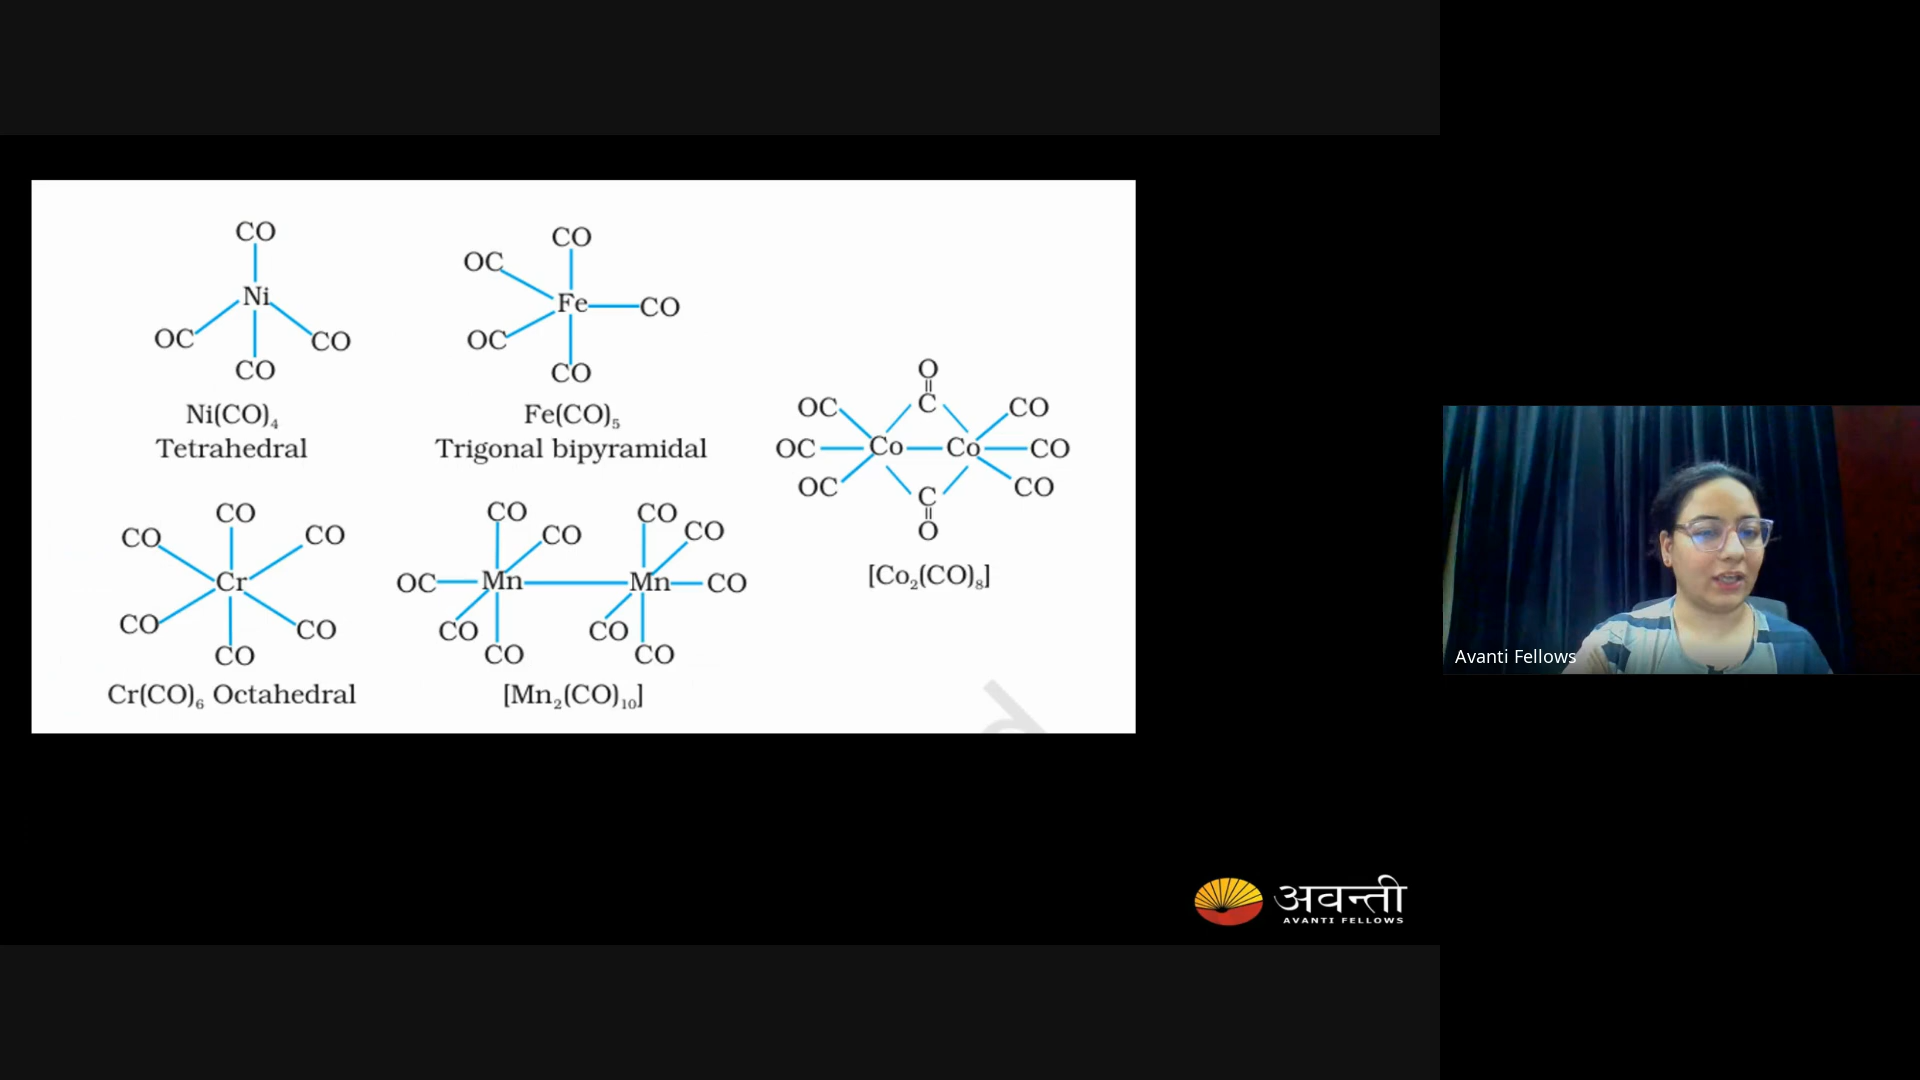 CO
Ni
OC
CO
CO
Ni(CO)₄
Tetrahedral
CO
OC
Fe
CO
OC
CO
Fe(CO)₅
Trigonal bipyramidal
CO
CO
CO
Cr
CO
CO
CO
Cr(CO)₆ Octahedral
CO
CO
CO
CO
OC
Mn
Mn
CO
CO
CO
CO
CO
[Mn₂(CO)₁₀]
O
C
OC
CO
OC
Co
Co
CO
OC
CO
C
O
[Co₂(CO)₈]
d
Avanti Fellows
अवन्ती
AVANTI FELLOWS